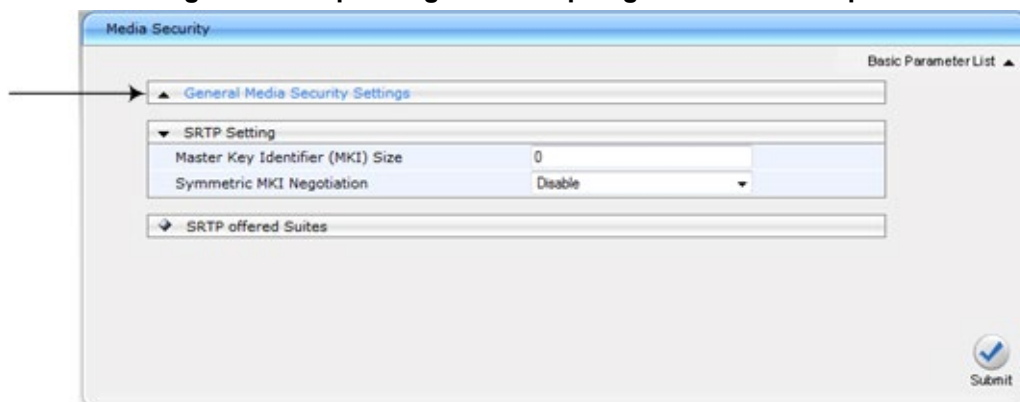 Media Security
Basic Parameter List
General Media Security Settings
SRTP Setting
Master Key Identifier (MKI) Size 0
Symmetric MKI Negotiation Disable
SRTP offered Suites
Submit